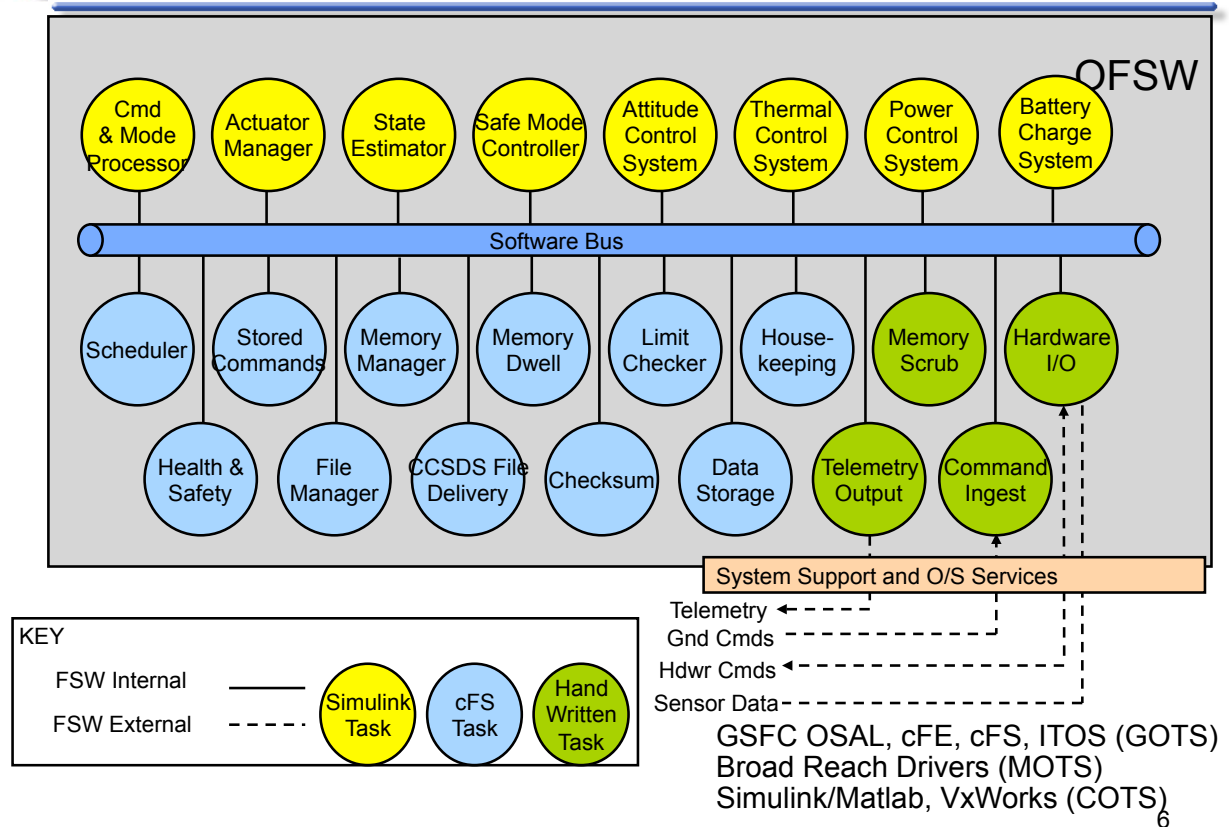 OFSW
Cmd
& Mode
Processor
Actuator
Manager
State
Estimator
Safe Mode
Controller
Attitude
Control
System
Thermal
Control
System
Power
Control
System
Battery
Charge
System
Software Bus
Scheduler
Stored
Commands
Memory
Manager
Memory
Dwell
Limit
Checker
House-
keeping
Memory
Scrub
Hardware
I/O
Health &
Safety
File
Manager
CCSDS File
Delivery
Checksum
Data
Storage
Telemetry
Output
Command
Ingest
System Support and O/S Services
Telemetry
Gnd Cmds
Hdwr Cmds
Sensor Data
KEY
FSW Internal
FSW External
Simulink
Task
cFS
Task
Hand
Written
Task
GSFC OSAL, cFE, cFS, ITOS (GOTS)
Broad Reach Drivers (MOTS)
Simulink/Matlab, VxWorks (COTS)
6